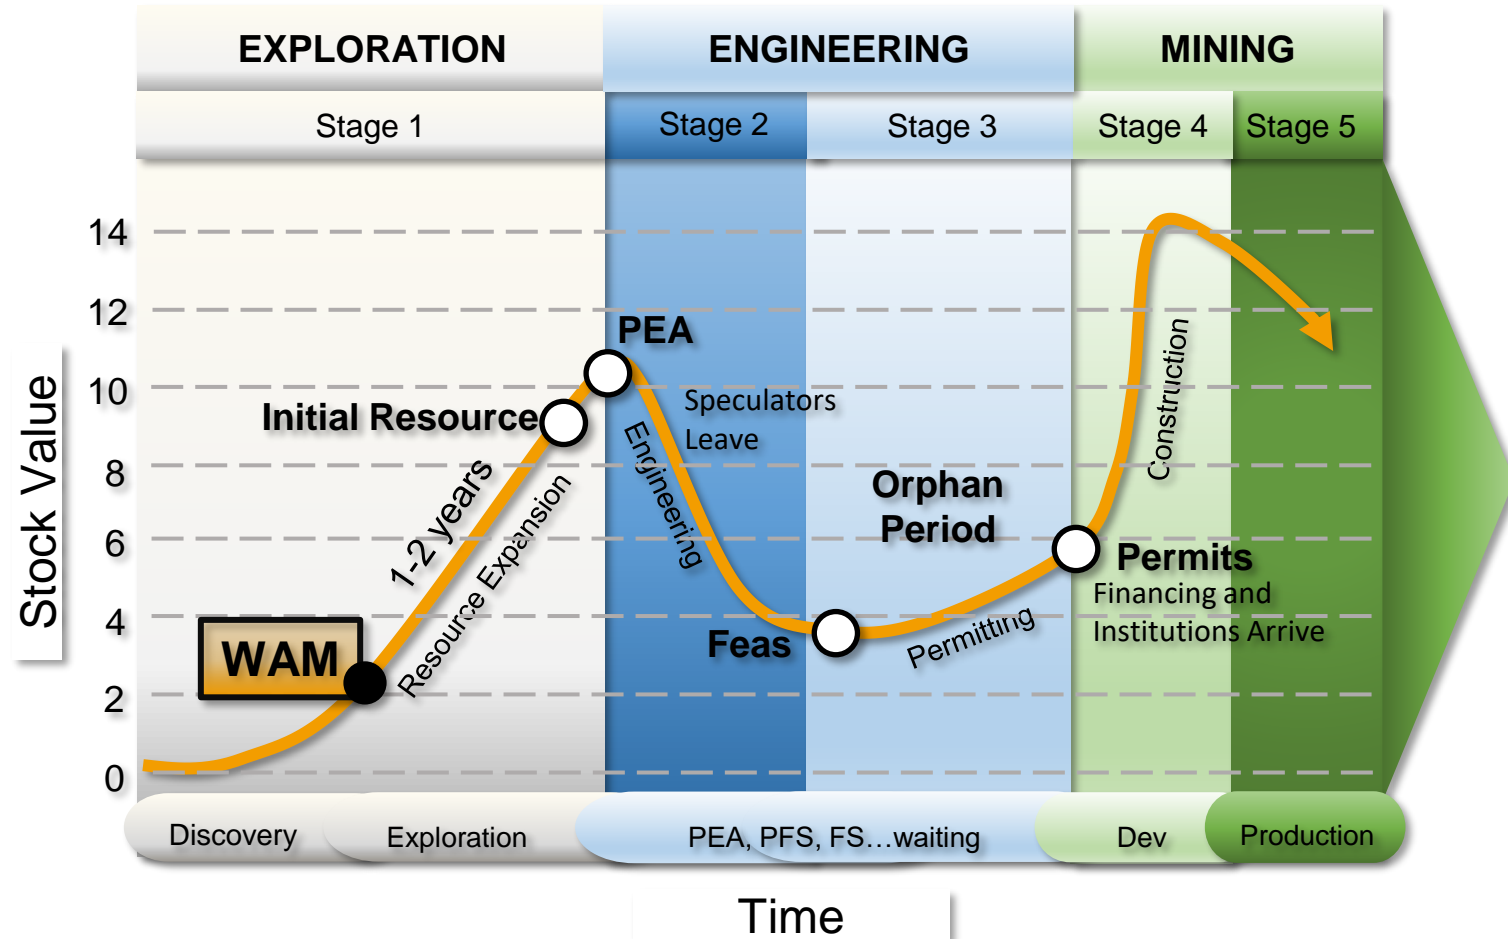 EXPLORATION
ENGINEERING
MINING
Stage 1
Stage 2
Stage 3
Stage 4
Stage 5
Stock Value
14
12
10
8
6
4
2
0
WAM
1-2 years
Resource Expansion
Initial Resource
PEA
Engineering
Speculators
Leave
Feas
Orphan
Period
Permitting
Permits
Financing and
Institutions Arrive
Construction
Discovery
Exploration
PEA, PFS, FS…waiting
Dev
Production
Time